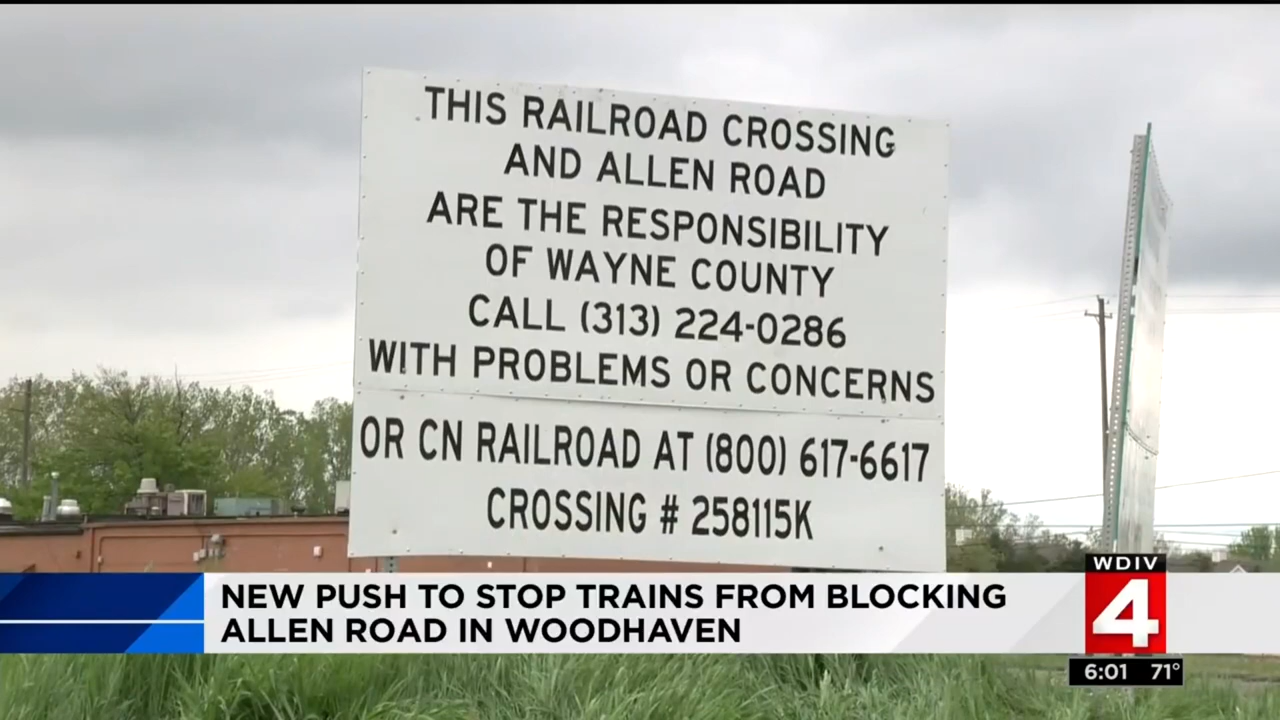 THIS RAILROAD CROSSING
AND ALLEN ROAD
ARE THE RESPONSIBILITY
OF WAYNE COUNTY
CALL (313) 224-0286
WITH PROBLEMS OR CONCERNS
OR CN RAILROAD AT (800) 617-6617
CROSSING # 258115K
NEW PUSH TO STOP TRAINS FROM BLOCKING
ALLEN ROAD IN WOODHAVEN
WDIV
4
6:01 71°